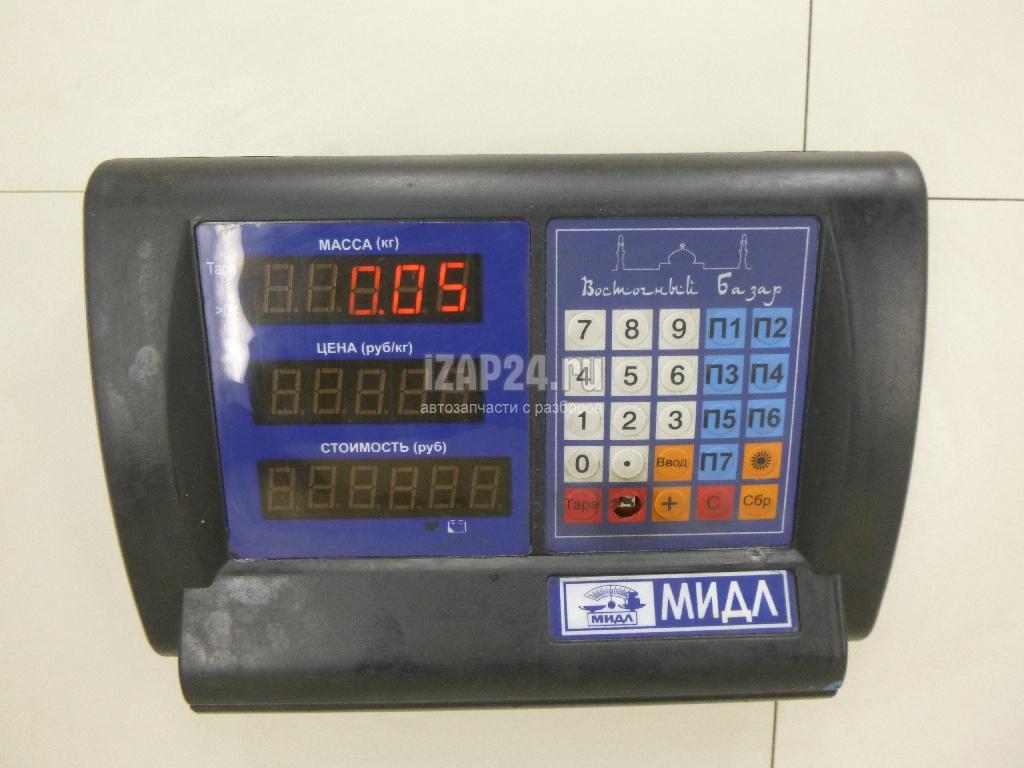 МАССА (кг)
Тара
0.05
>0<
ЦЕНА (руб/кг)
СТОИМОСТЬ (руб)
Восточный Базар
7 8 9 П1 П2
4 5 6 П3 П4
1 2 3 П5 П6
0 . Ввод П7
Тара + С Сбр
МИДЛ
МИДЛ
iZAP24.ru
автозапчасти с разборов